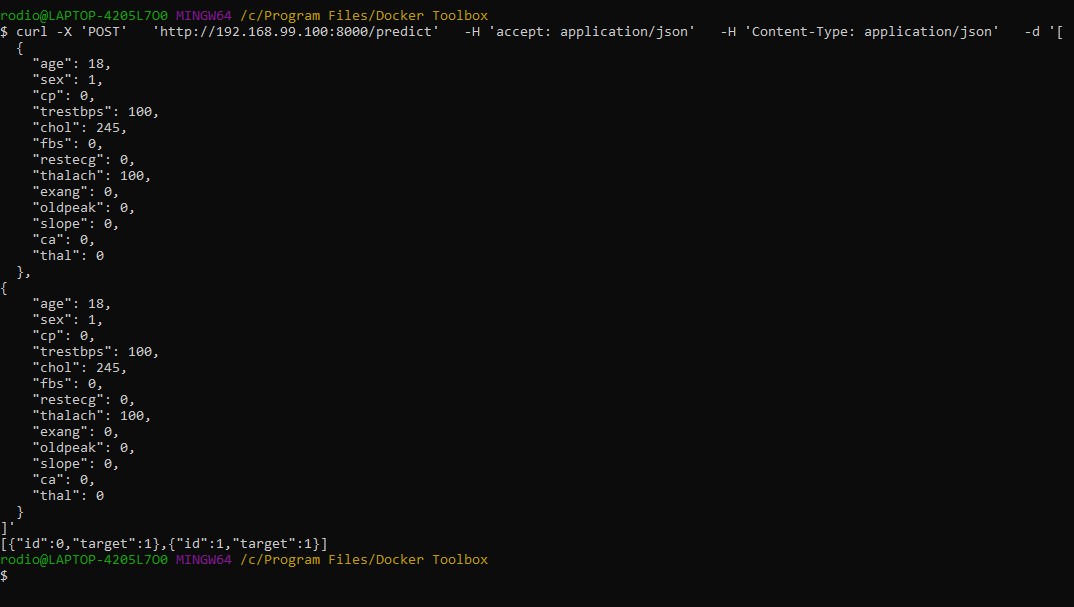 rodio@LAPTOP-4205L7O0 MINGW64 /c/Program Files/Docker Toolbox
$ curl -X 'POST'   'http://192.168.99.100:8000/predict'   -H 'accept: application/json'   -H 'Content-Type: application/json'   -d '[
  {
    "age": 18,
    "sex": 1,
    "cp": 0,
    "trestbps": 100,
    "chol": 245,
    "fbs": 0,
    "restecg": 0,
    "thalach": 100,
    "exang": 0,
    "oldpeak": 0,
    "slope": 0,
    "ca": 0,
    "thal": 0
  },
{
    "age": 18,
    "sex": 1,
    "cp": 0,
    "trestbps": 100,
    "chol": 245,
    "fbs": 0,
    "restecg": 0,
    "thalach": 100,
    "exang": 0,
    "oldpeak": 0,
    "slope": 0,
    "ca": 0,
    "thal": 0
  }
]'
[{"id":0,"target":1},{"id":1,"target":1}]
rodio@LAPTOP-4205L7O0 MINGW64 /c/Program Files/Docker Toolbox
$